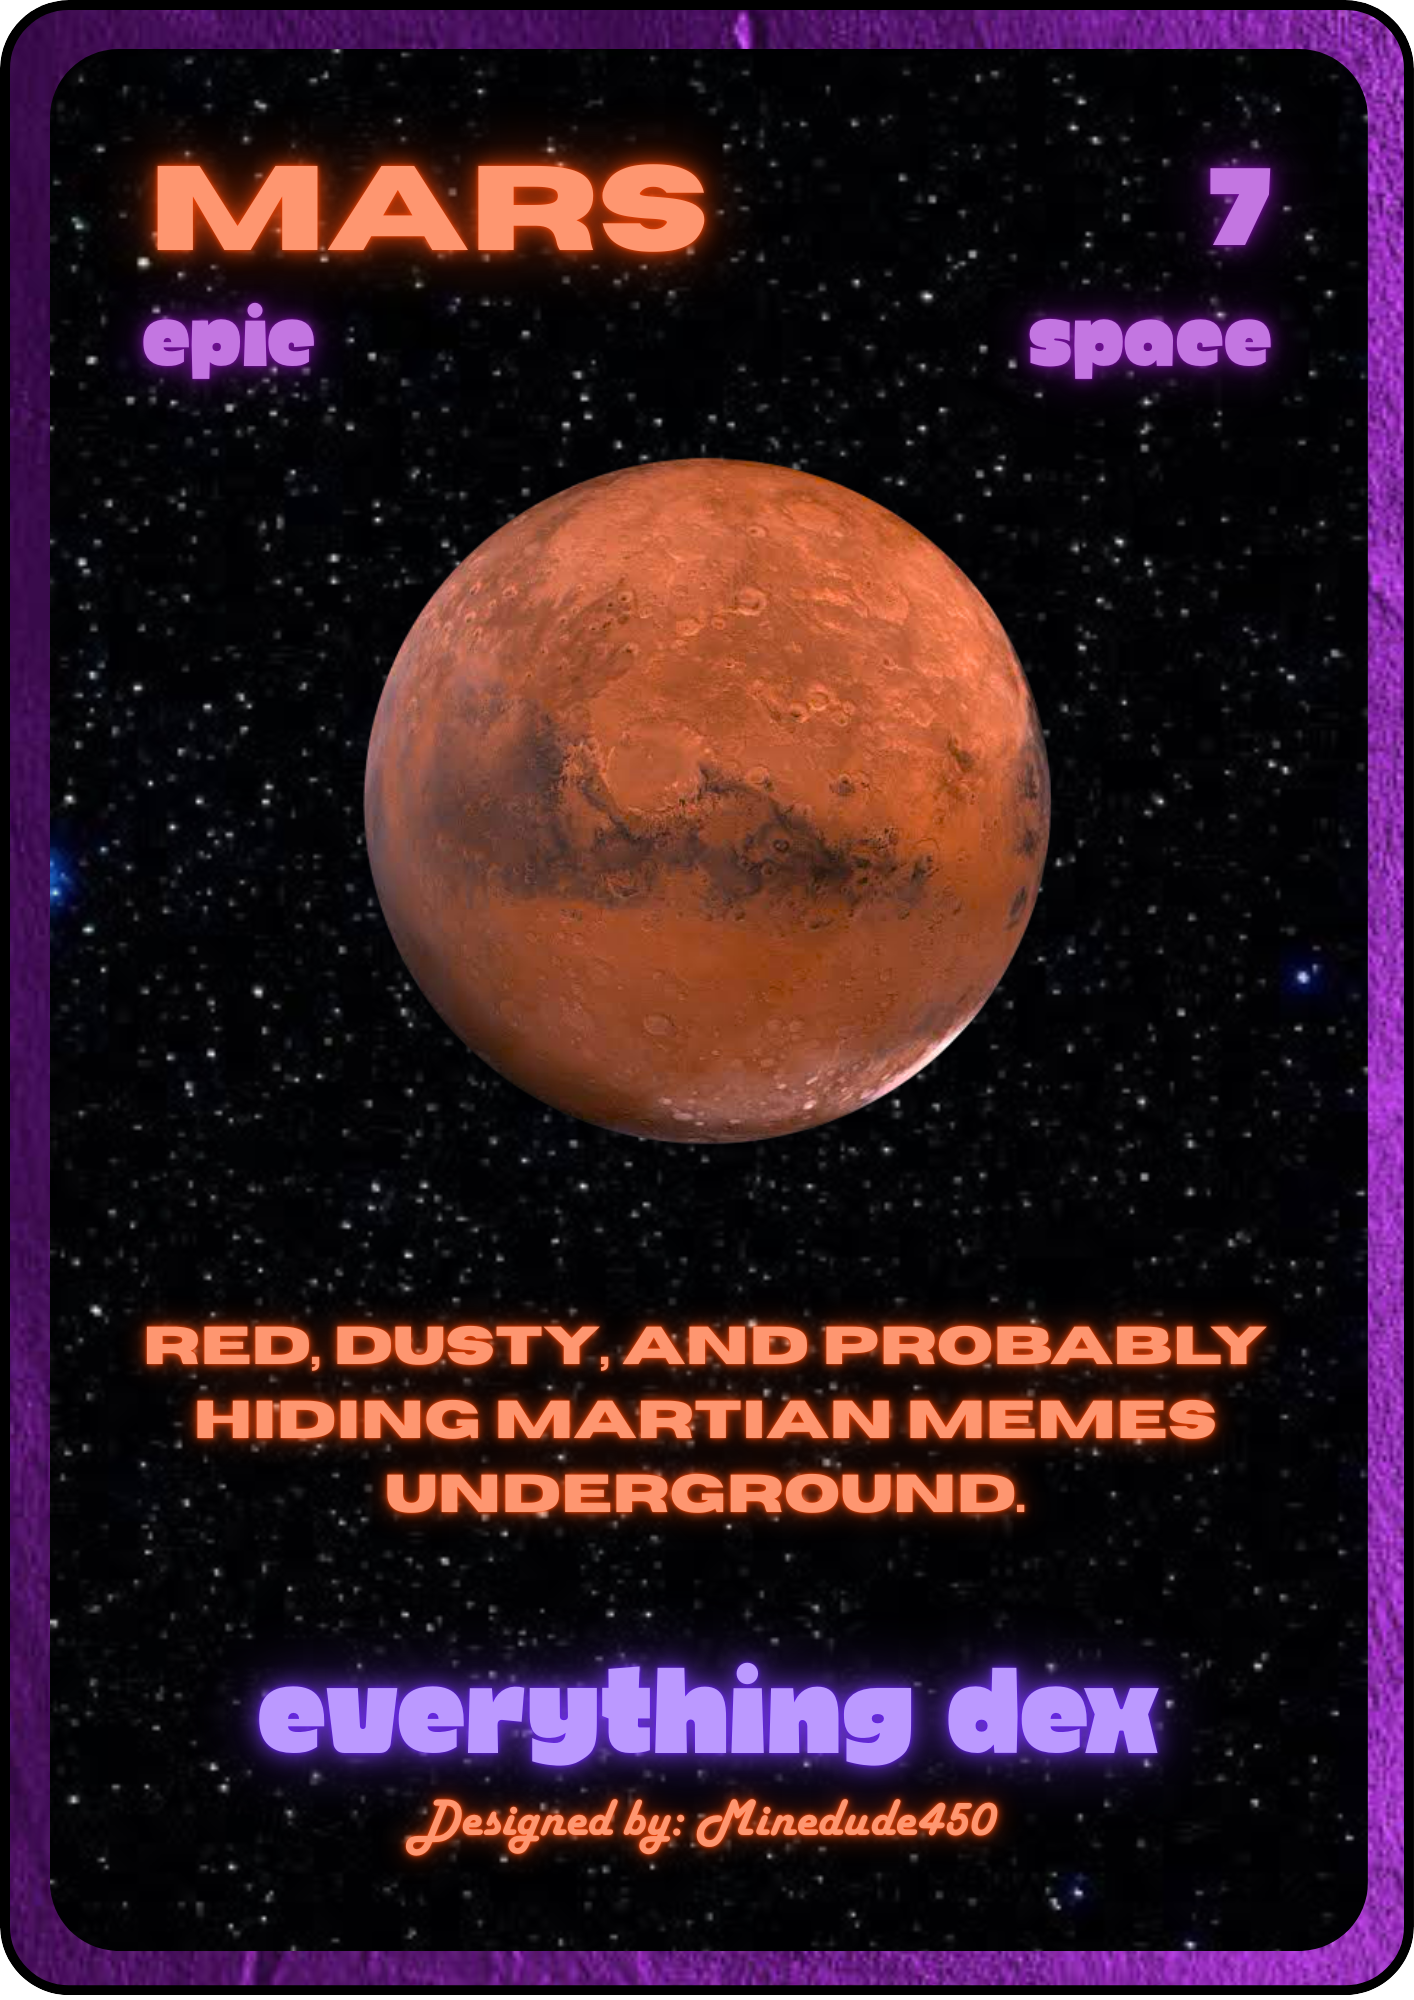 MARS
7
epic
space
RED, DUSTY, AND PROBABLY
HIDING MARTIAN MEMES
UNDERGROUND.
everything dex
Designed by: Minedude450